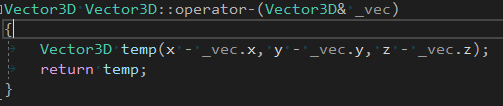 Vector3D Vector3D::operator-(Vector3D& _vec)
{
Vector3D temp(x - _vec.x, y - _vec.y, z - _vec.z);
return temp;
}